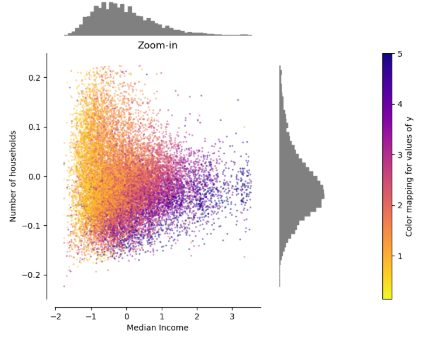 Zoom-in
0.2
0.1
0.0
−0.1
−0.2
Number of households
−2 −1 0 1 2 3
Median Income
5
4
3
2
1
Color mapping for values of y